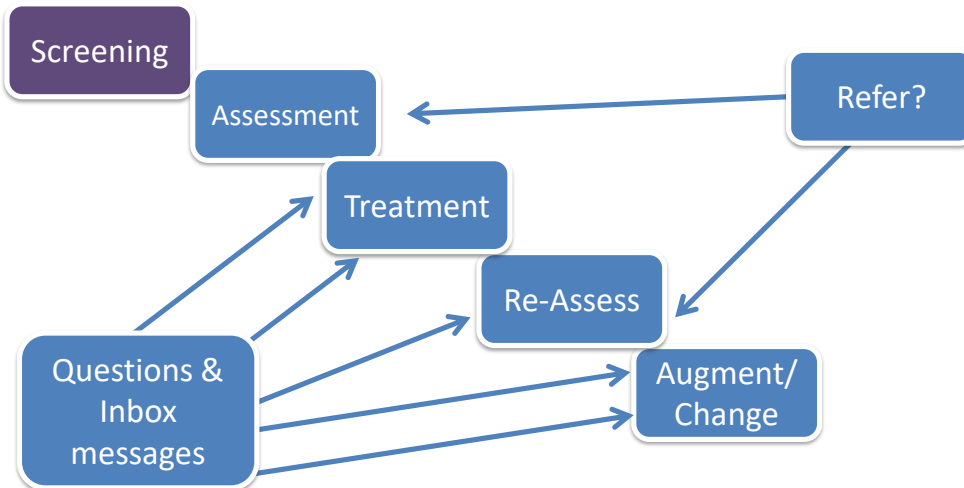 Screening
Assessment
Refer?
Treatment
Re-Assess
Questions &
Inbox
messages
Augment/
Change